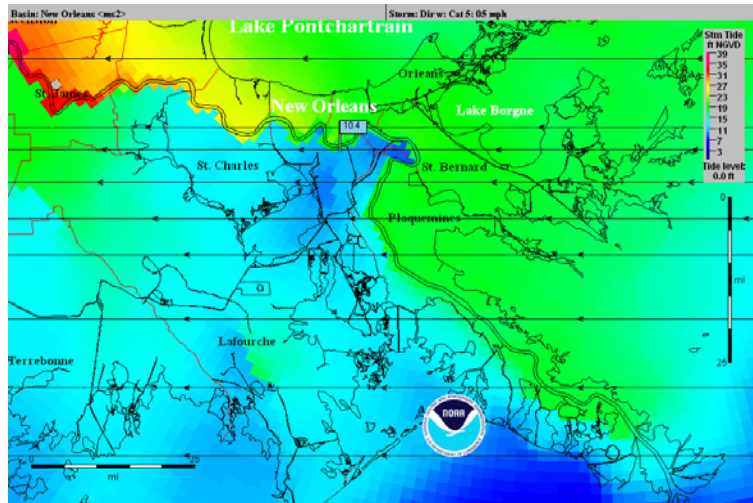 Basin: New Orleans <ms2>
Storm: Dir w: Cat 5: 05 mph
Lake Pontchartrain
Stm Tide
ft NGVD
39
35
31
27
23
19
15
11
7
3
Tide level:
0.0 ft
Orleans
St. James
New Orleans
Lake Borgne
10.4
St. Charles
St. Bernard
Plaquemines
0
mi
25
Lafourche
Terrebonne
NOAA
0
mi